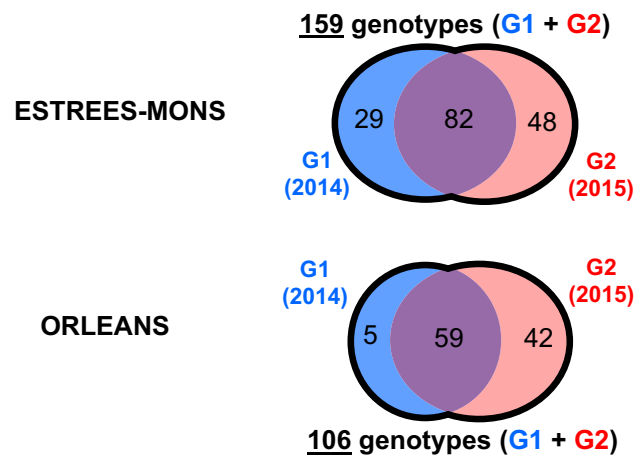 159 genotypes (G1 + G2)
ESTREES-MONS
29 82 48
G1
(2014)
G2
(2015)
G1
(2014)
G2
(2015)
ORLEANS
5 59 42
106 genotypes (G1 + G2)